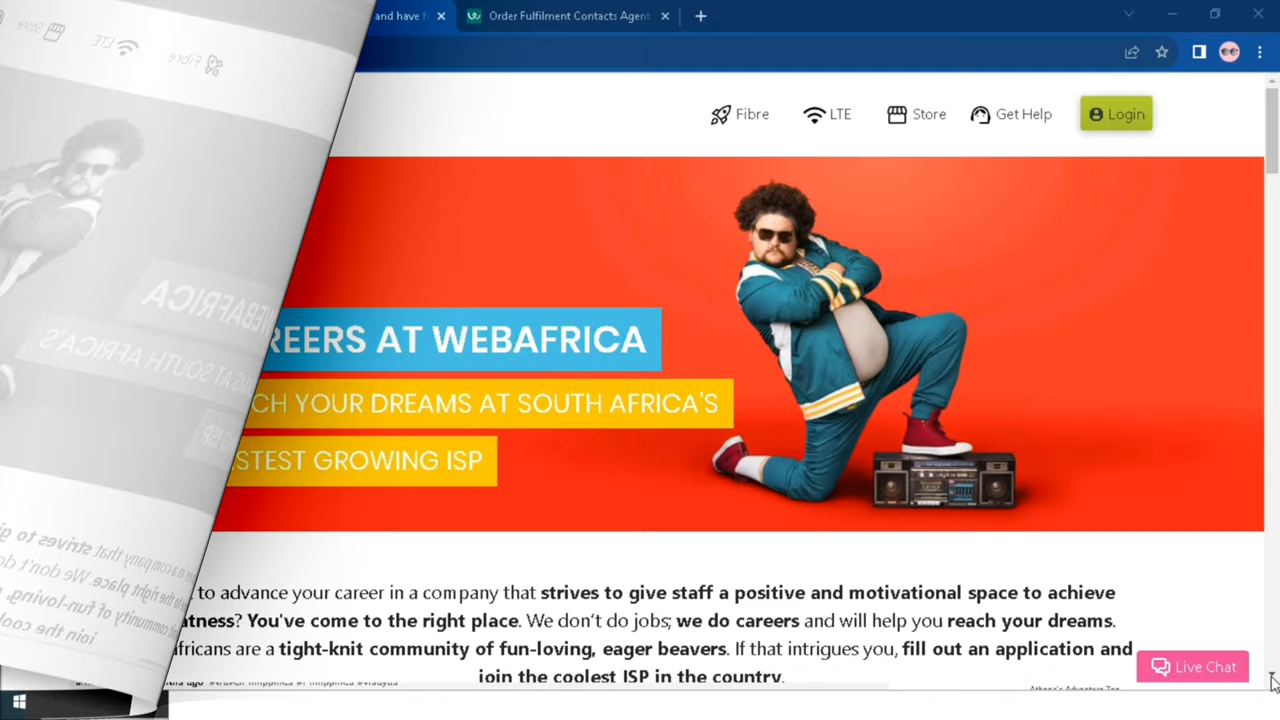 and have f
Order Fulfilment Contacts Agent
Fibre
LTE
Store
Get Help
Login
REERS AT WEBAFRICA
CH YOUR DREAMS AT SOUTH AFRICA'S
STEST GROWING ISP
to advance your career in a company that strives to give staff a positive and motivational space to achieve
atness? You've come to the right place. We don't do jobs; we do careers and will help you reach your dreams.
fricans are a tight-knit community of fun-loving, eager beavers. If that intrigues you, fill out an application and
join the coolest ISP in the country.
Live Chat